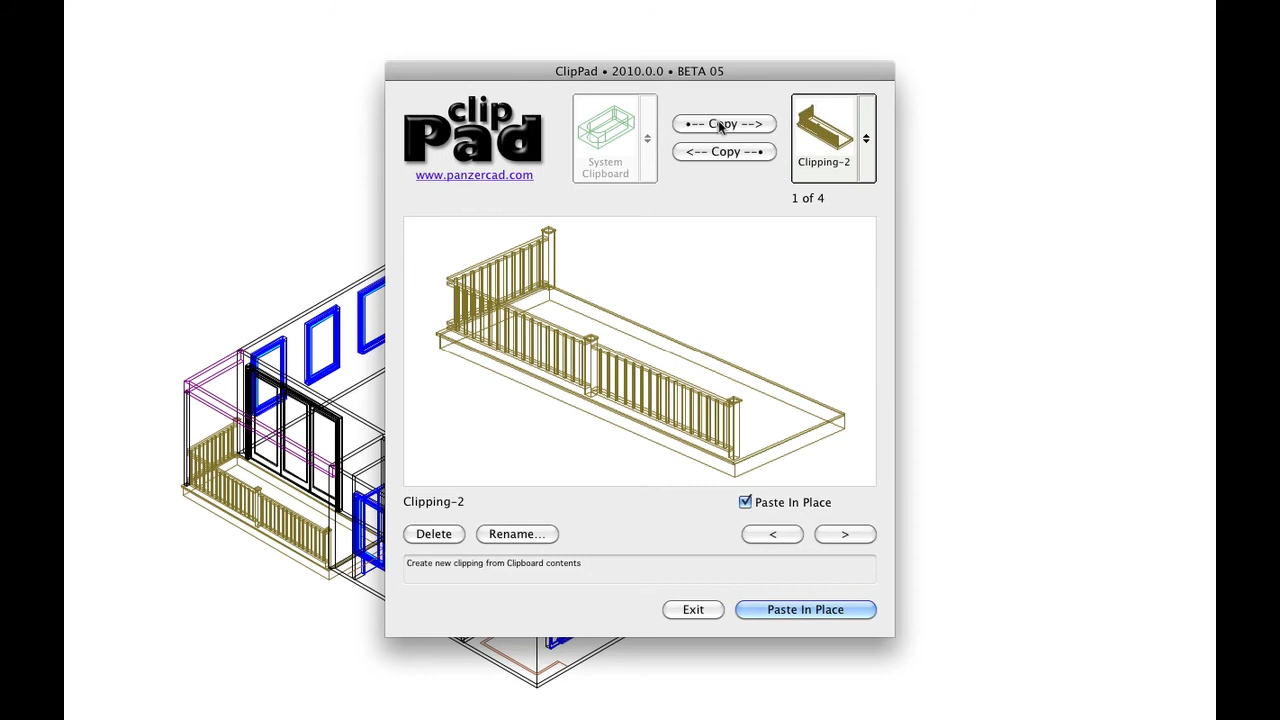 ClipPad • 2010.0.0 • BETA 05
clip
Pad
www.panzercad.com
System
Clipboard
•-- Copy -->
<-- Copy --•
Clipping-2
1 of 4
Clipping-2
Paste In Place
Delete
Rename...
<
>
Create new clipping from Clipboard contents
Exit
Paste In Place